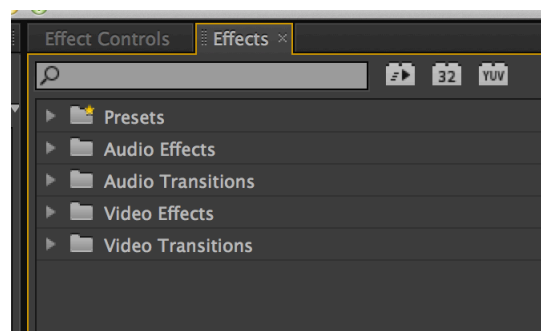 Effect Controls Effects ×
32 YUV
Presets
Audio Effects
Audio Transitions
Video Effects
Video Transitions